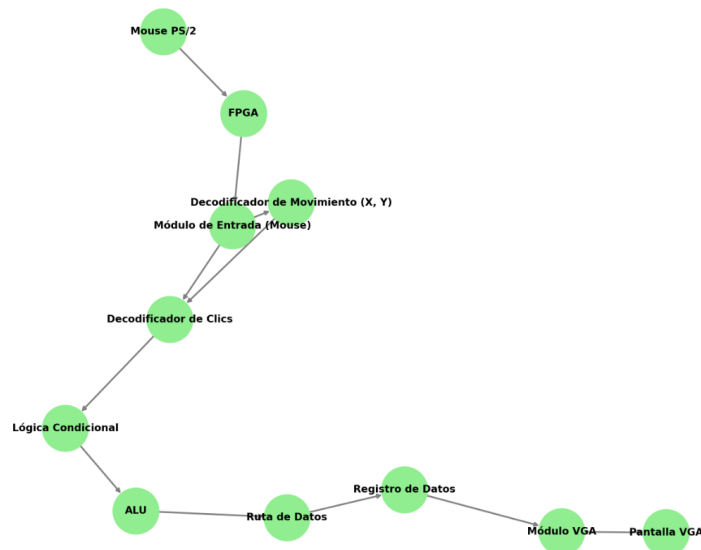 Mouse PS/2
FPGA
Decodificador de Movimiento (X, Y)
Módulo de Entrada (Mouse)
Decodificador de Clics
Lógica Condicional
ALU
Ruta de Datos
Registro de Datos
Módulo VGA
Pantalla VGA